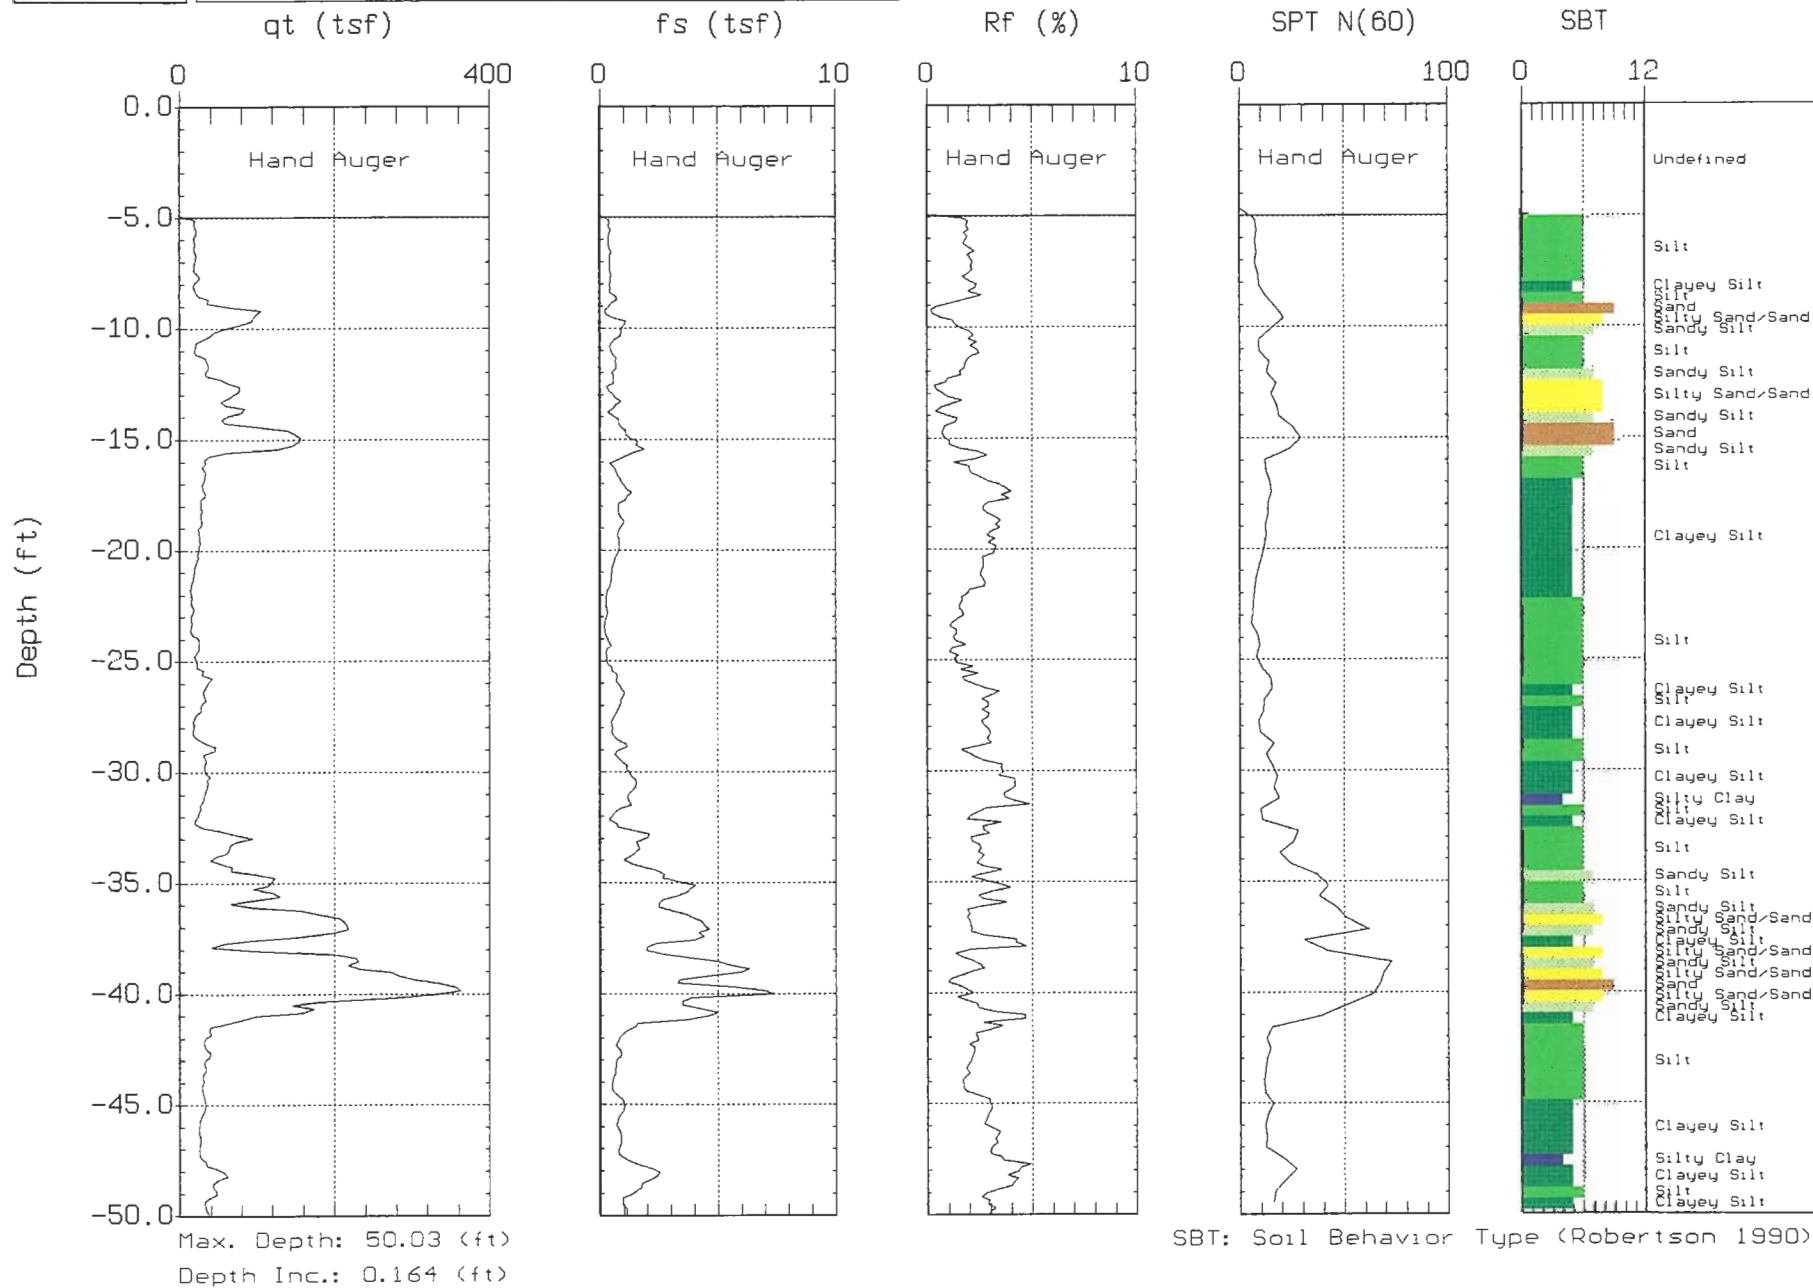 qt (tsf) fs (tsf) Rf (%) SPT N(60) SBT
0 400 0 10 0 10 0 100 0 12
0.0
Hand Auger Hand Auger Hand Auger Hand Auger
Undefined
-5.0
Silt
Clayey Silt
Silt
Sand
Silty Sand/Sand
-10.0
Sandy Silt
Silt
Sandy Silt
Silty Sand/Sand
Sandy Silt
Sand
-15.0
Sandy Silt
Silt
Clayey Silt
-20.0
Depth (ft)
Silt
-25.0
Clayey Silt
Silt
Clayey Silt
Silt
-30.0
Clayey Silt
Silty Clay
Silt
Clayey Silt
Silt
Sandy Silt
-35.0
Silt
Sandy Silt
Silty Sand/Sand
Sandy Silt
Clayey Silt
Silty Sand/Sand
Sandy Silt
Silty Sand/Sand
Sand
-40.0
Silty Sand/Sand
Sandy Silt
Clayey Silt
Silt
-45.0
Clayey Silt
Silty Clay
Clayey Silt
Silt
Clayey Silt
-50.0
Max. Depth: 50.03 (ft)
SBT: Soil Behavior Type (Robertson 1990)
Depth Inc.: 0.164 (ft)